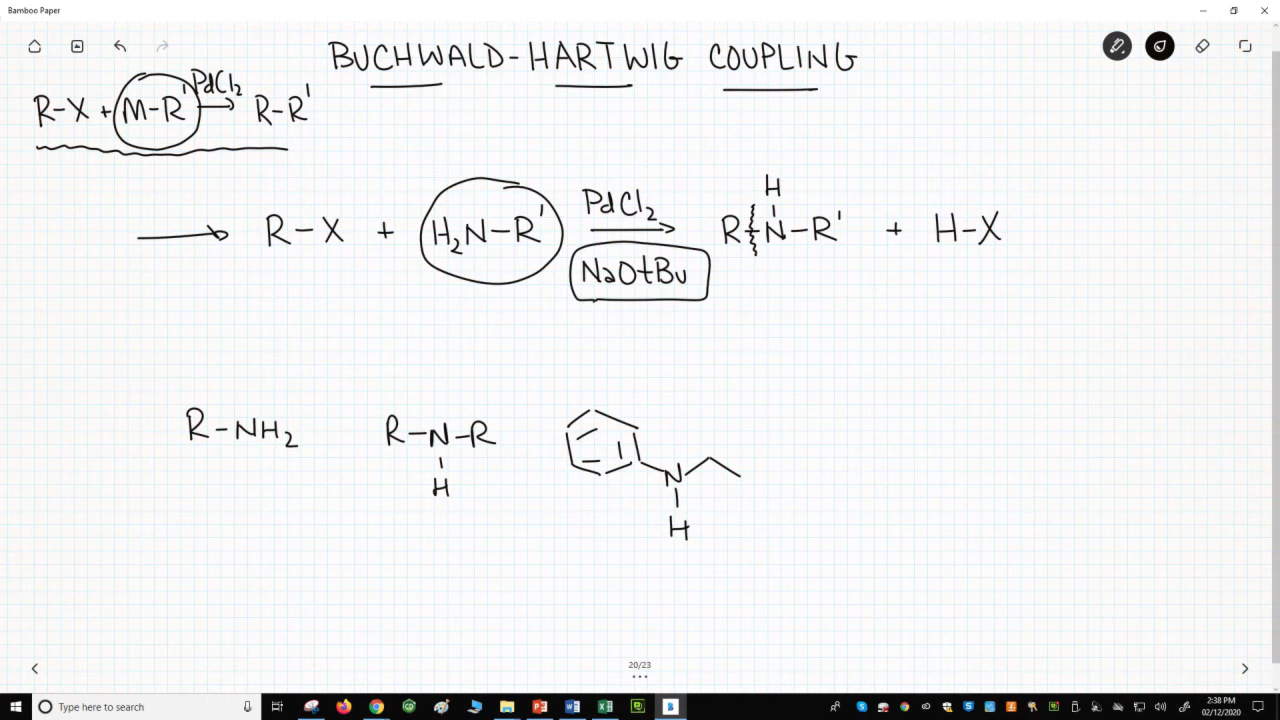 Bamboo Paper
BUCHWALD-HARTWIG COUPLING
PdCl2
R-X + M-R' → R-R'
H
PdCl2
→ R-X + H2N-R' → R-N-R' + H-X
NaOtBu
R-NH2 R-N-R
H
N
H
20/23
Type here to search
2:38 PM
02/12/2020